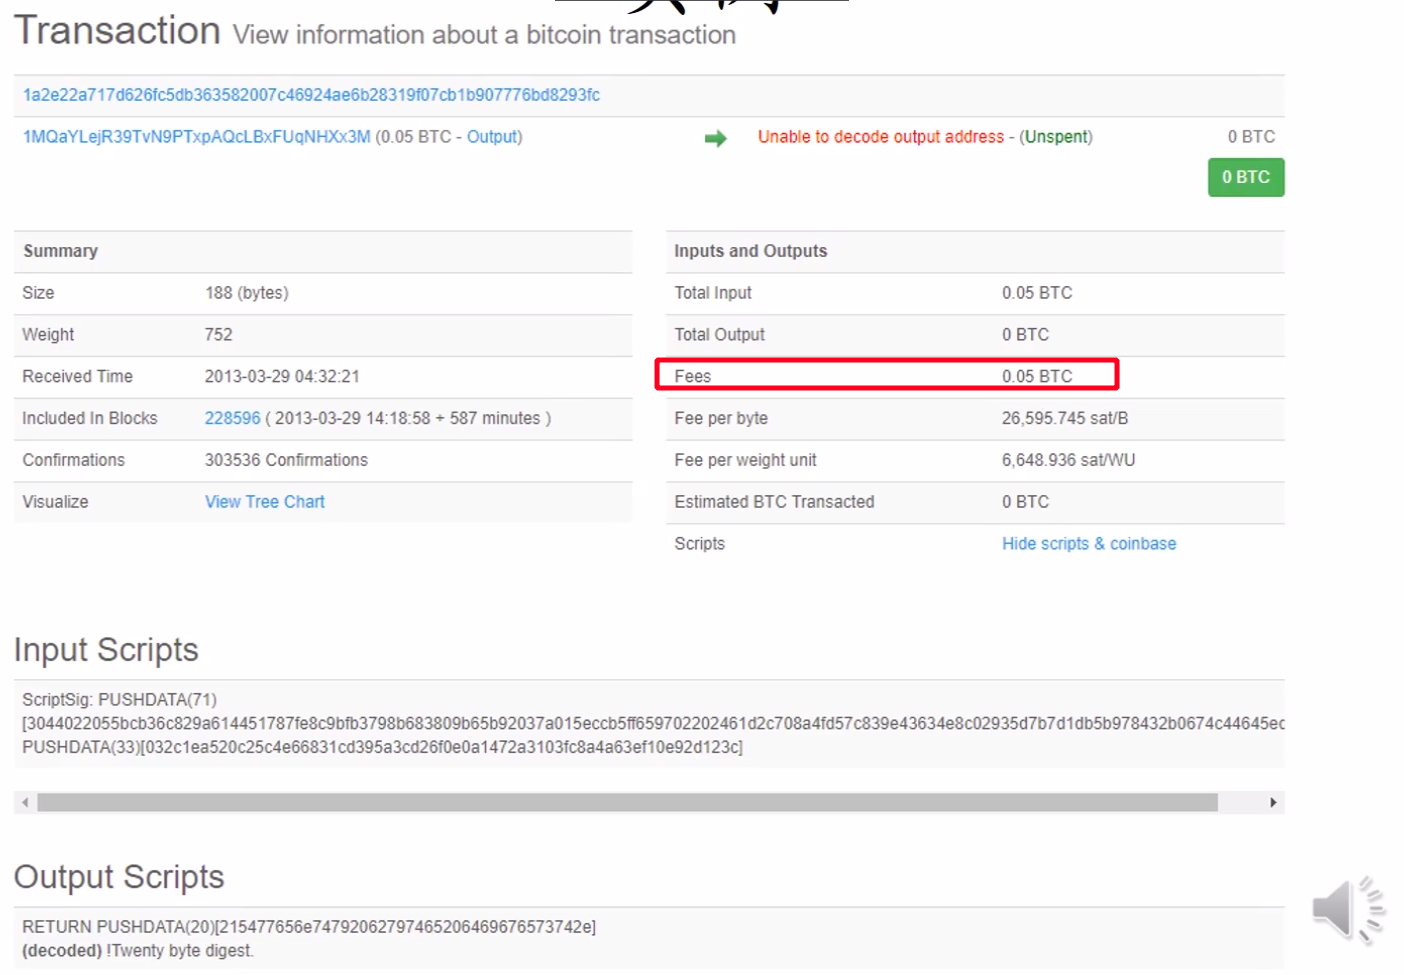 Transaction View information about a bitcoin transaction
1a2e22a717d626fc5db363582007c46924ae6b28319f07cb1b907776bd8293fc
1MQaYLejR39TvN9PTxpAQcLBxFUqNHXx3M (0.05 BTC - Output)
Unable to decode output address - (Unspent)
0 BTC
0 BTC
Summary
Size 188 (bytes)
Weight 752
Received Time 2013-03-29 04:32:21
Included In Blocks 228596 ( 2013-03-29 14:18:58 + 587 minutes )
Confirmations 303536 Confirmations
Visualize View Tree Chart
Inputs and Outputs
Total Input 0.05 BTC
Total Output 0 BTC
Fees 0.05 BTC
Fee per byte 26,595.745 sat/B
Fee per weight unit 6,648.936 sat/WU
Estimated BTC Transacted 0 BTC
Scripts Hide scripts & coinbase
Input Scripts
ScriptSig: PUSHDATA(71)
[3044022055bcb36c829a614451787fe8c9bfb3798b683809b65b92037a015eccb5ff659702202461d2c708a4fd57c839e43634e8c02935d7b7d1db5b978432b0674c44645ec
PUSHDATA(33)[032c1ea520c25c4e66831cd395a3cd26f0e0a1472a3103fc8a4a63ef10e92d123c]
Output Scripts
RETURN PUSHDATA(20)[215477656e74792062797465206469676573742e]
(decoded) !Twenty byte digest.